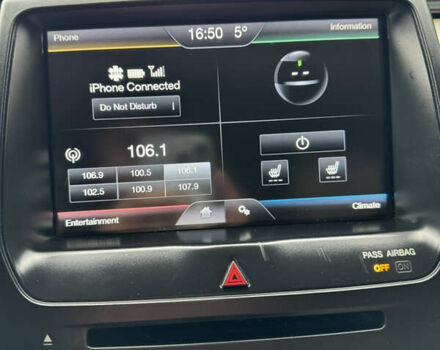 Phone 16:50 5° Information
iPhone Connected
Do Not Disturb
106.1
106.9 100.5 106.1
102.5 100.9 107.9
Entertainment Climate
PASS AIRBAG
OFF ON